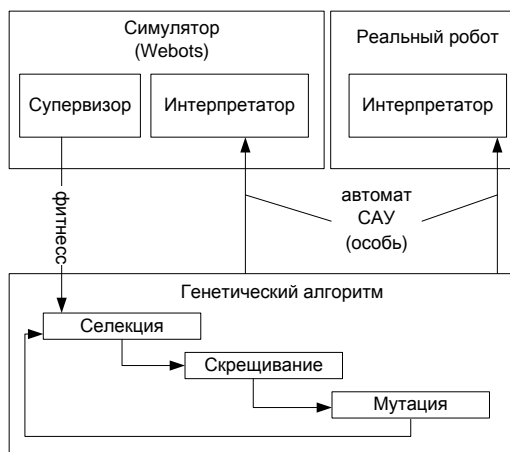 Симулятор
(Webots)
Реальный робот
Супервизор
Интерпретатор
Интерпретатор
фитнесс
автомат
САУ
(особь)
Генетический алгоритм
Селекция
Скрещивание
Мутация